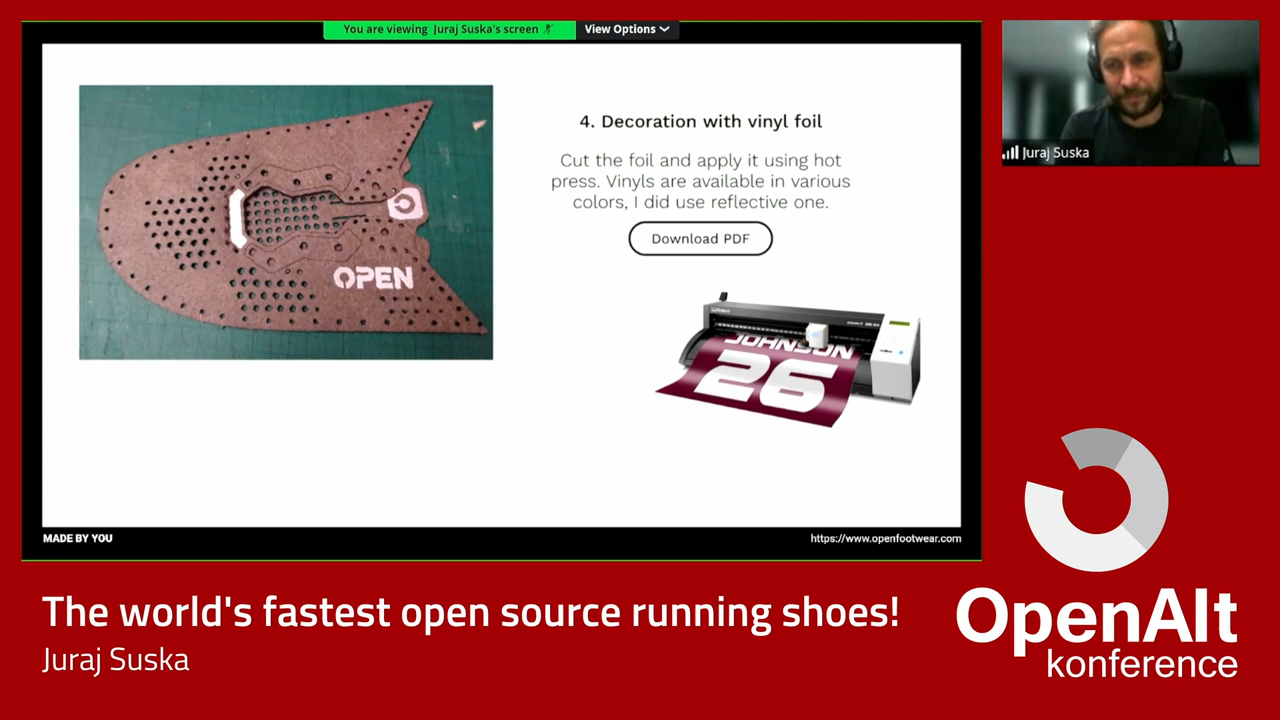 You are viewing Juraj Suska's screen
View Options
4. Decoration with vinyl foil
Cut the foil and apply it using hot
press. Vinyls are available in various
colors, I did use reflective one.
Download PDF
OPEN
Roland
JOHNSON
26
MADE BY YOU
https://www.openfootwear.com
Juraj Suska
The world's fastest open source running shoes!
Juraj Suska
OpenAlt
konference